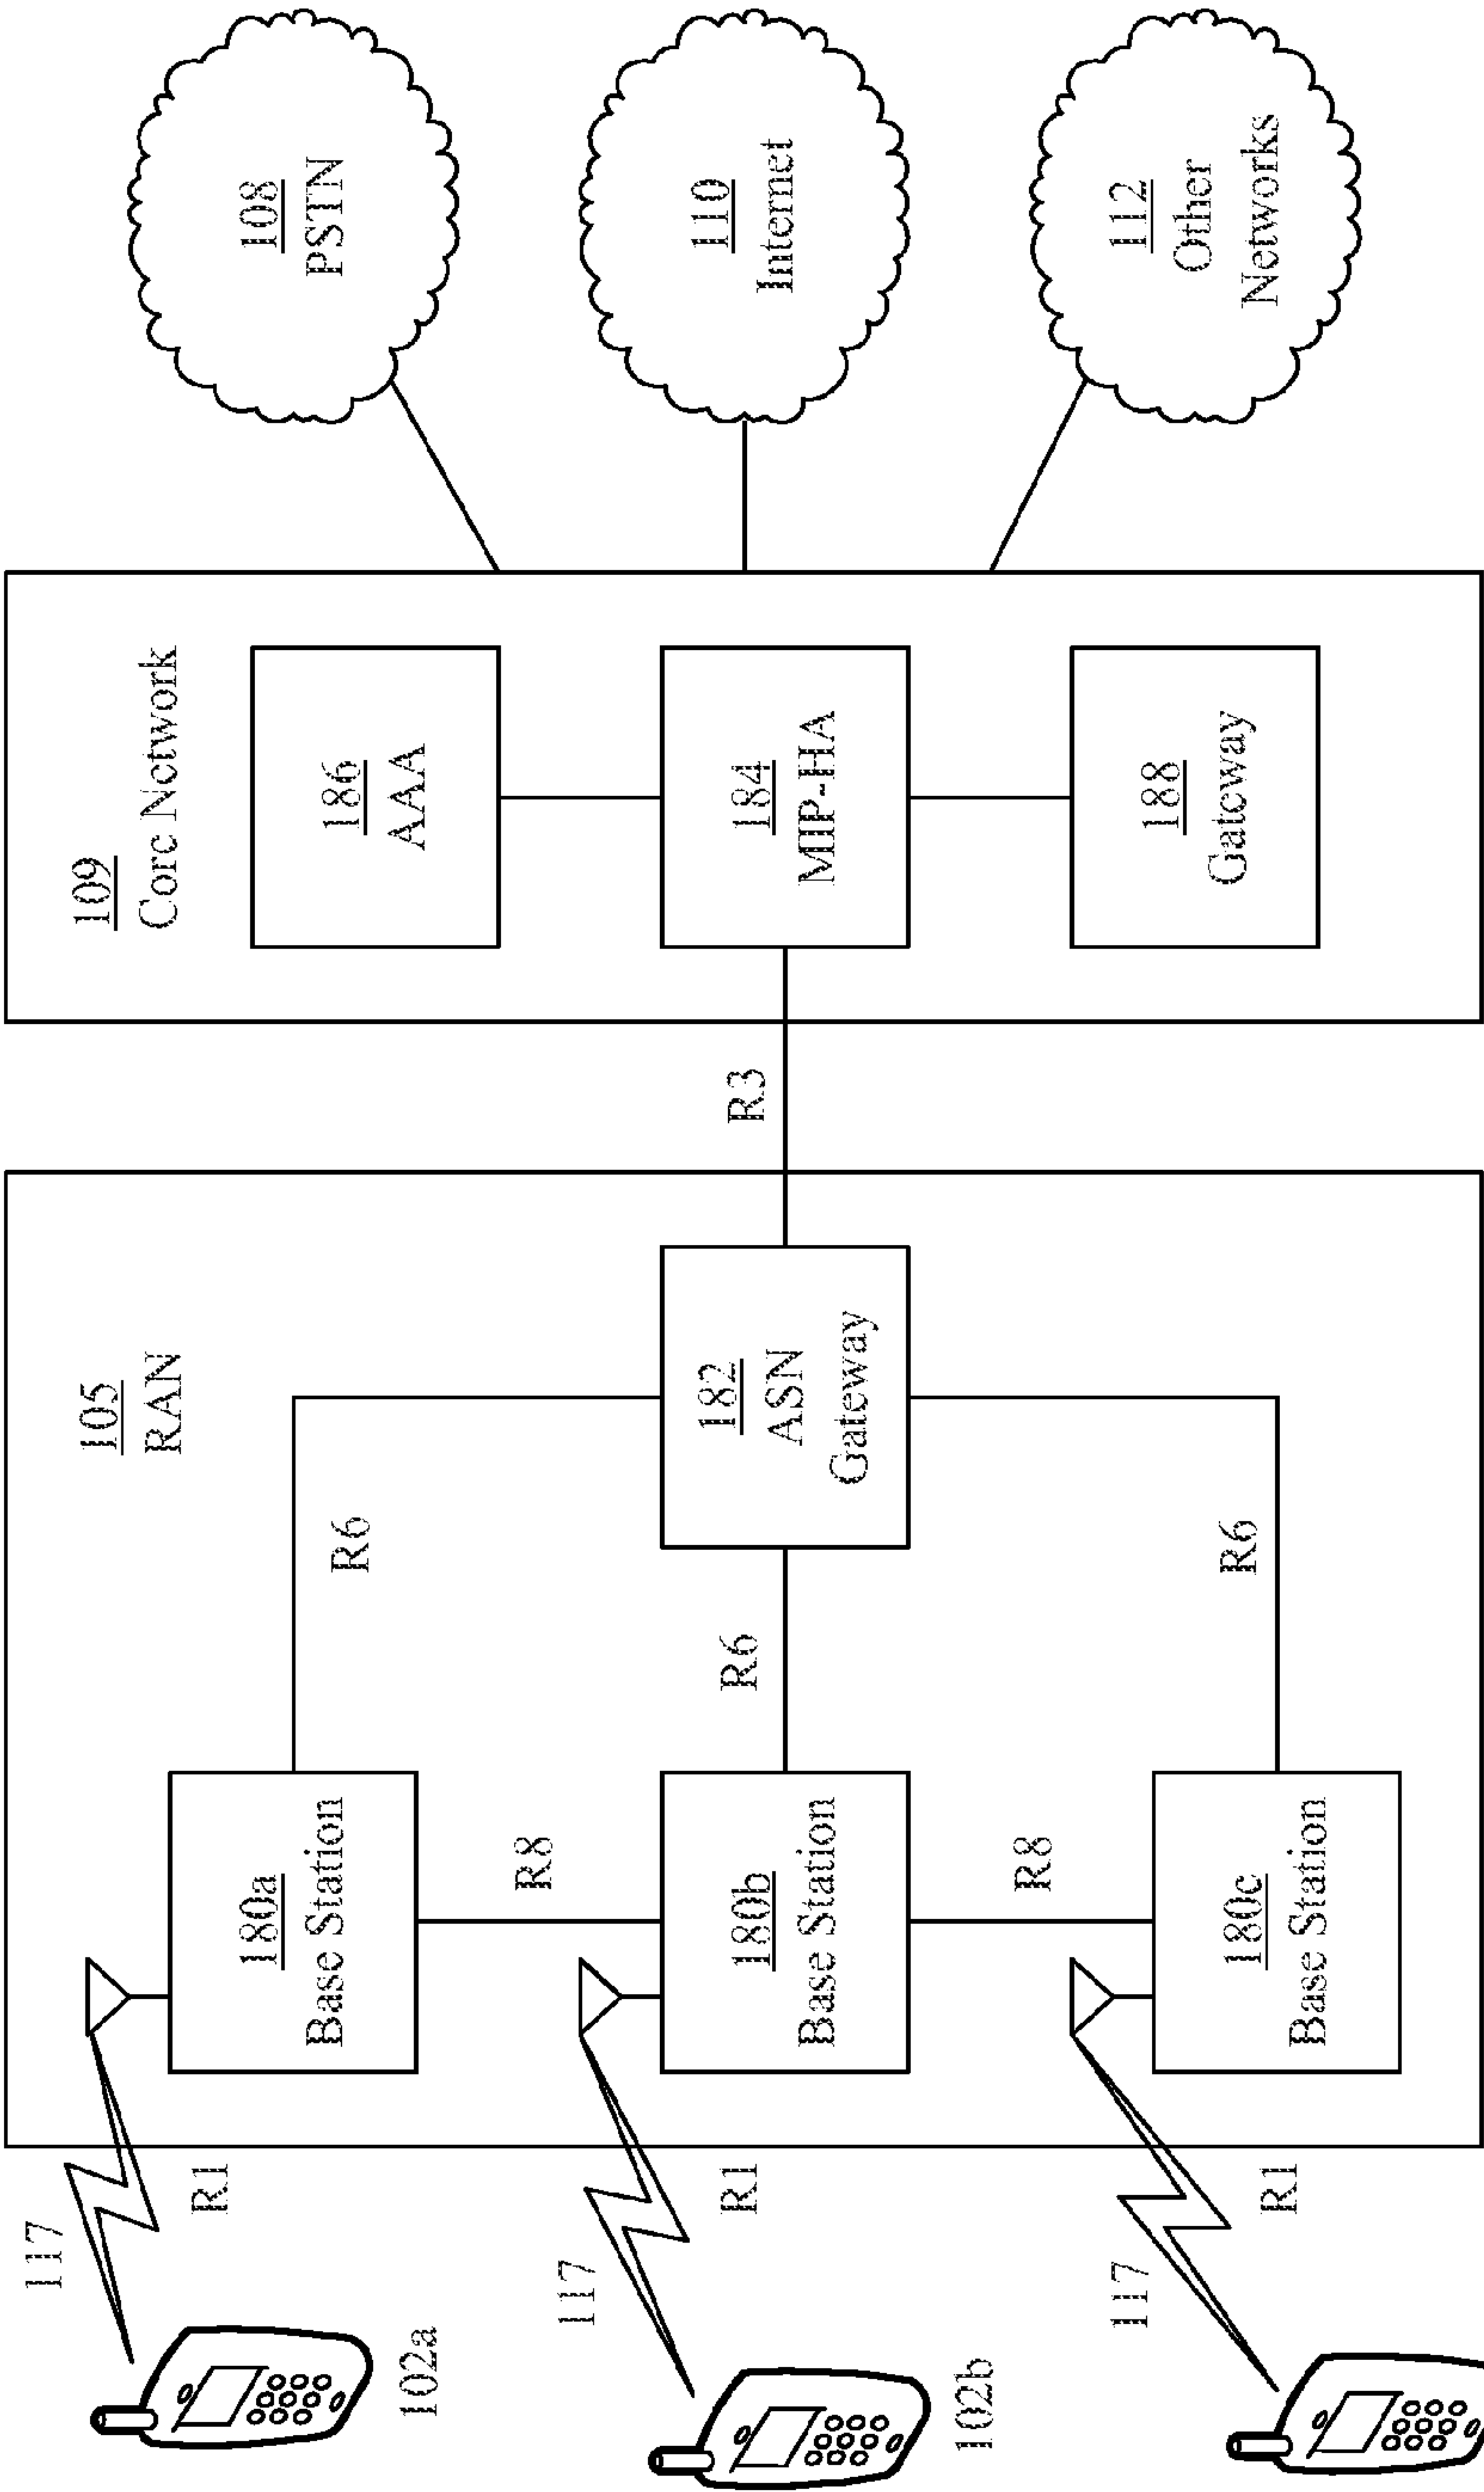 117
R1
102a
117
R1
102b
117
R1
105
RAN
180a
Base Station
R8
180b
Base Station
R8
180c
Base Station
R6
R6
R6
182
ASN
Gateway
R3
109
Core Network
186
AAA
184
MIP-HA
188
Gateway
108
PSTN
110
Internet
112
Other
Networks